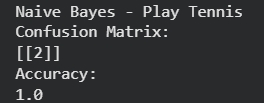 Naive Bayes - Play Tennis
Confusion Matrix:
[[2]]
Accuracy:
1.0